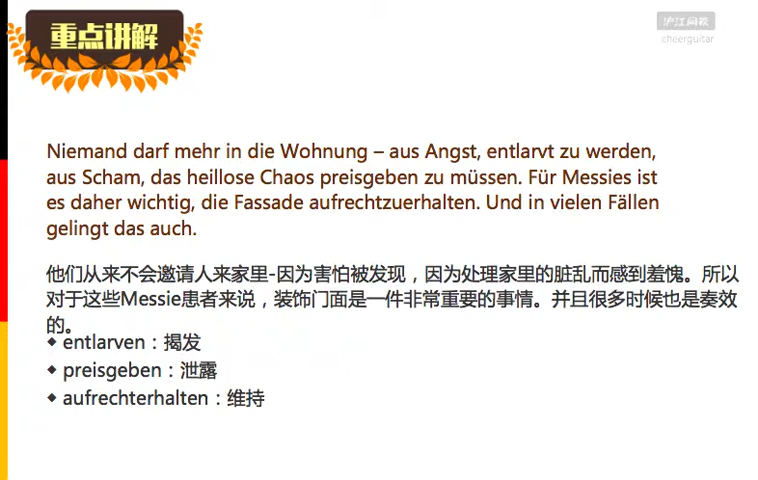 重点讲解
沪江网校
cheerguitar
Niemand darf mehr in die Wohnung – aus Angst, entlarvt zu werden,
aus Scham, das heillose Chaos preisgeben zu müssen. Für Messies ist
es daher wichtig, die Fassade aufrechtzuerhalten. Und in vielen Fällen
gelingt das auch.
他们从来不会邀请人来家里-因为害怕被发现，因为处理家里的脏乱而感到羞愧。所以
对于这些Messie患者来说，装饰门面是一件非常重要的事情。并且很多时候也是奏效
的。
◆ entlarven：揭发
◆ preisgeben：泄露
◆ aufrechterhalten：维持